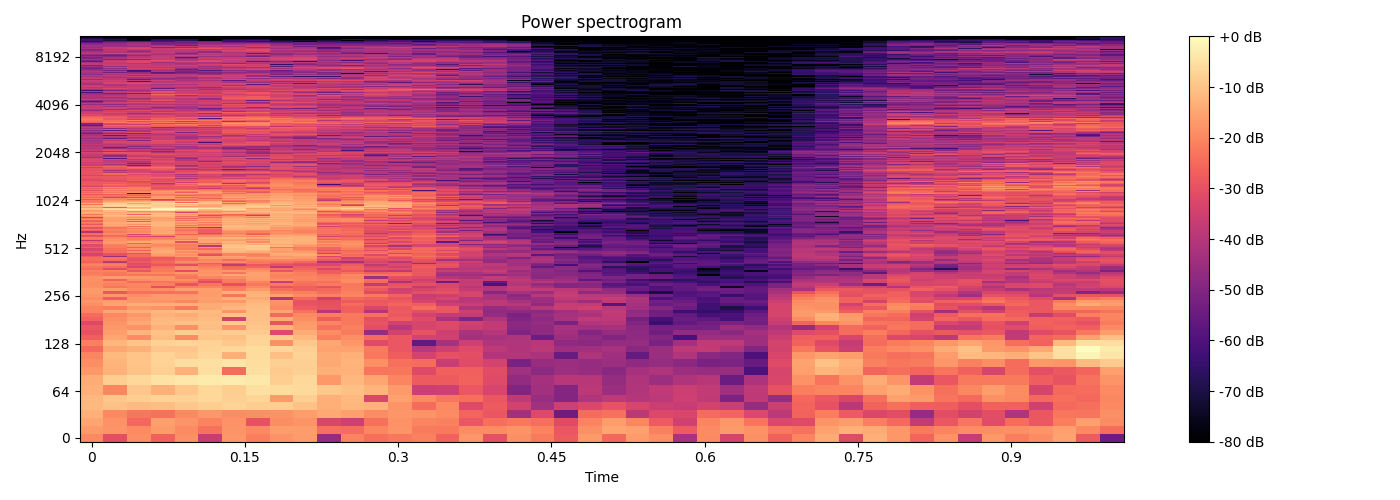 Power spectrogram
Hz
8192
4096
2048
1024
512
256
128
64
0
0 0.15 0.3 0.45 0.6 0.75 0.9
Time
+0 dB
-10 dB
-20 dB
-30 dB
-40 dB
-50 dB
-60 dB
-70 dB
-80 dB